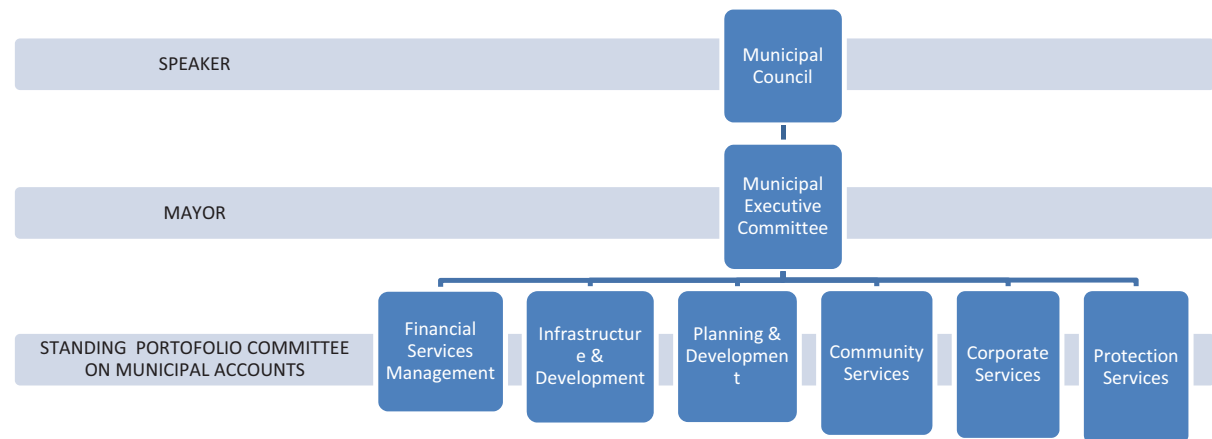 SPEAKER
Municipal
Council
MAYOR
Municipal
Executive
Committee
STANDING PORTOFOLIO COMMITTEE
ON MUNICIPAL ACCOUNTS
Financial
Services
Management
Infrastructur
e &
Development
Planning &
Developmen
t
Community
Services
Corporate
Services
Protection
Services